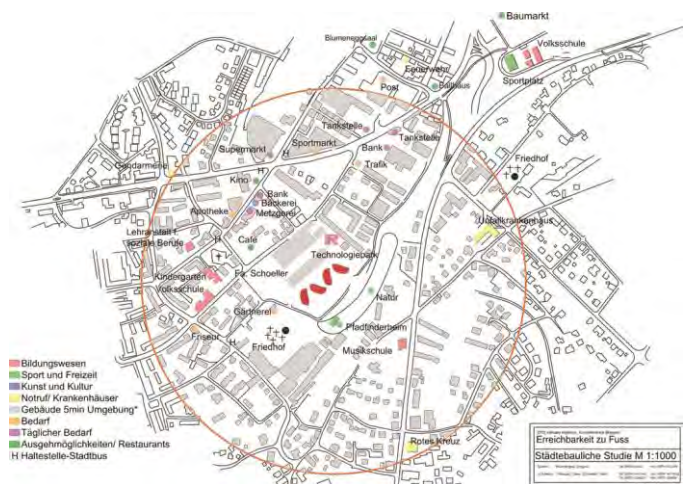 Baumarkt
Blumeneggsaal
Volksschule
Feuerwehr
Sportplatz
Post
Ballhaus
Tankstelle
Tankstelle
Supermarkt
Sportmarkt
Bank
H
Trafik
Friedhof
Gendarmerie
Kino
Bank
Bäckerei
Apotheke
Metzgerei
Unfallkrankenhaus
Lehranstalt f.
soziale Berufe
H
Café
Technologiepark
Fa. Schoeller
Kindergarten
Volksschule
Natur
Gärtnerei
Pfadfinderheim
Friseur
H
Friedhof
Musikschule
Rotes Kreuz
Bildungswesen
Sport und Freizeit
Kunst und Kultur
Notruf/ Krankenhäuser
Gebäude 5min Umgebung*
Bedarf
Täglicher Bedarf
Ausgehmöglichkeiten/ Restaurants
H Haltestelle-Stadtbus
Erreichbarkeit zu Fuss
Städtebauliche Studie M 1:1000